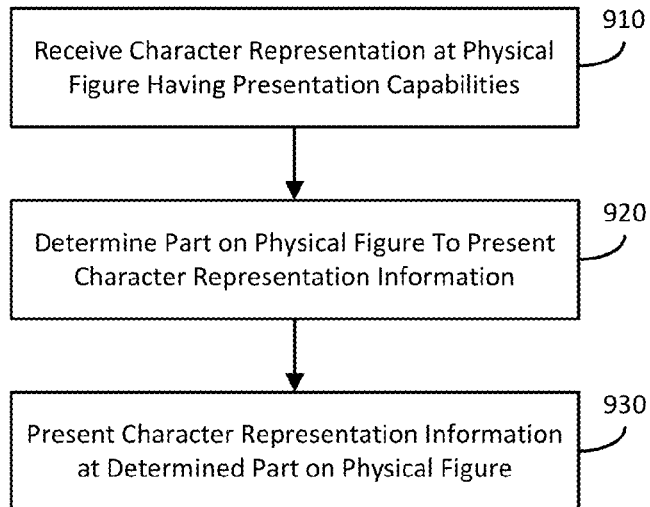 910
Receive Character Representation at Physical
Figure Having Presentation Capabilities
920
Determine Part on Physical Figure To Present
Character Representation Information
930
Present Character Representation Information
at Determined Part on Physical Figure